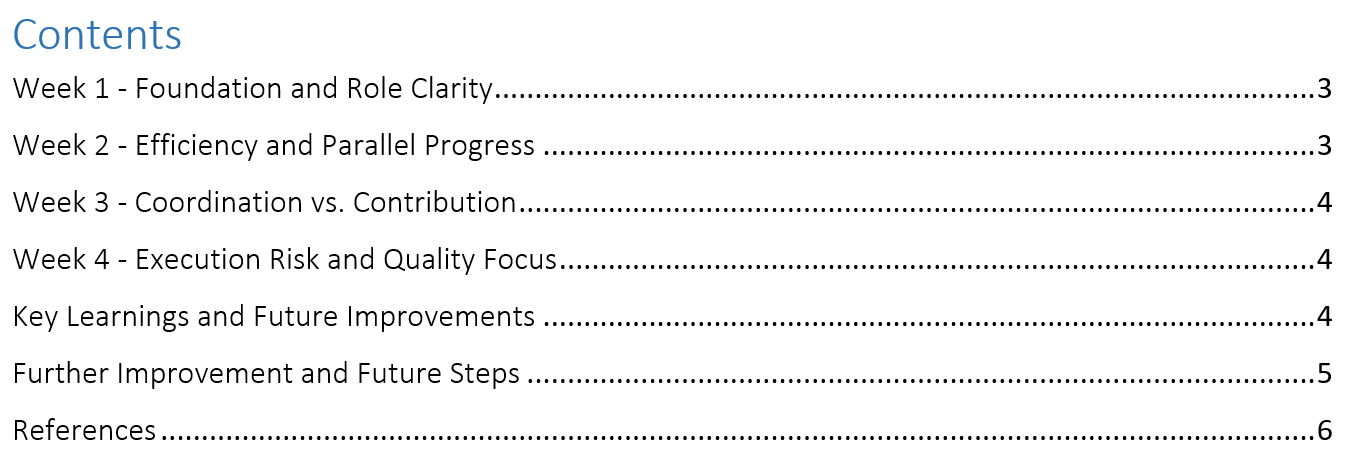 Contents
Week 1 - Foundation and Role Clarity....................................................................................................3
Week 2 - Efficiency and Parallel Progress ..............................................................................................3
Week 3 - Coordination vs. Contribution.................................................................................................4
Week 4 - Execution Risk and Quality Focus............................................................................................4
Key Learnings and Future Improvements ..............................................................................................4
Further Improvement and Future Steps ................................................................................................5
References .............................................................................................................................................6